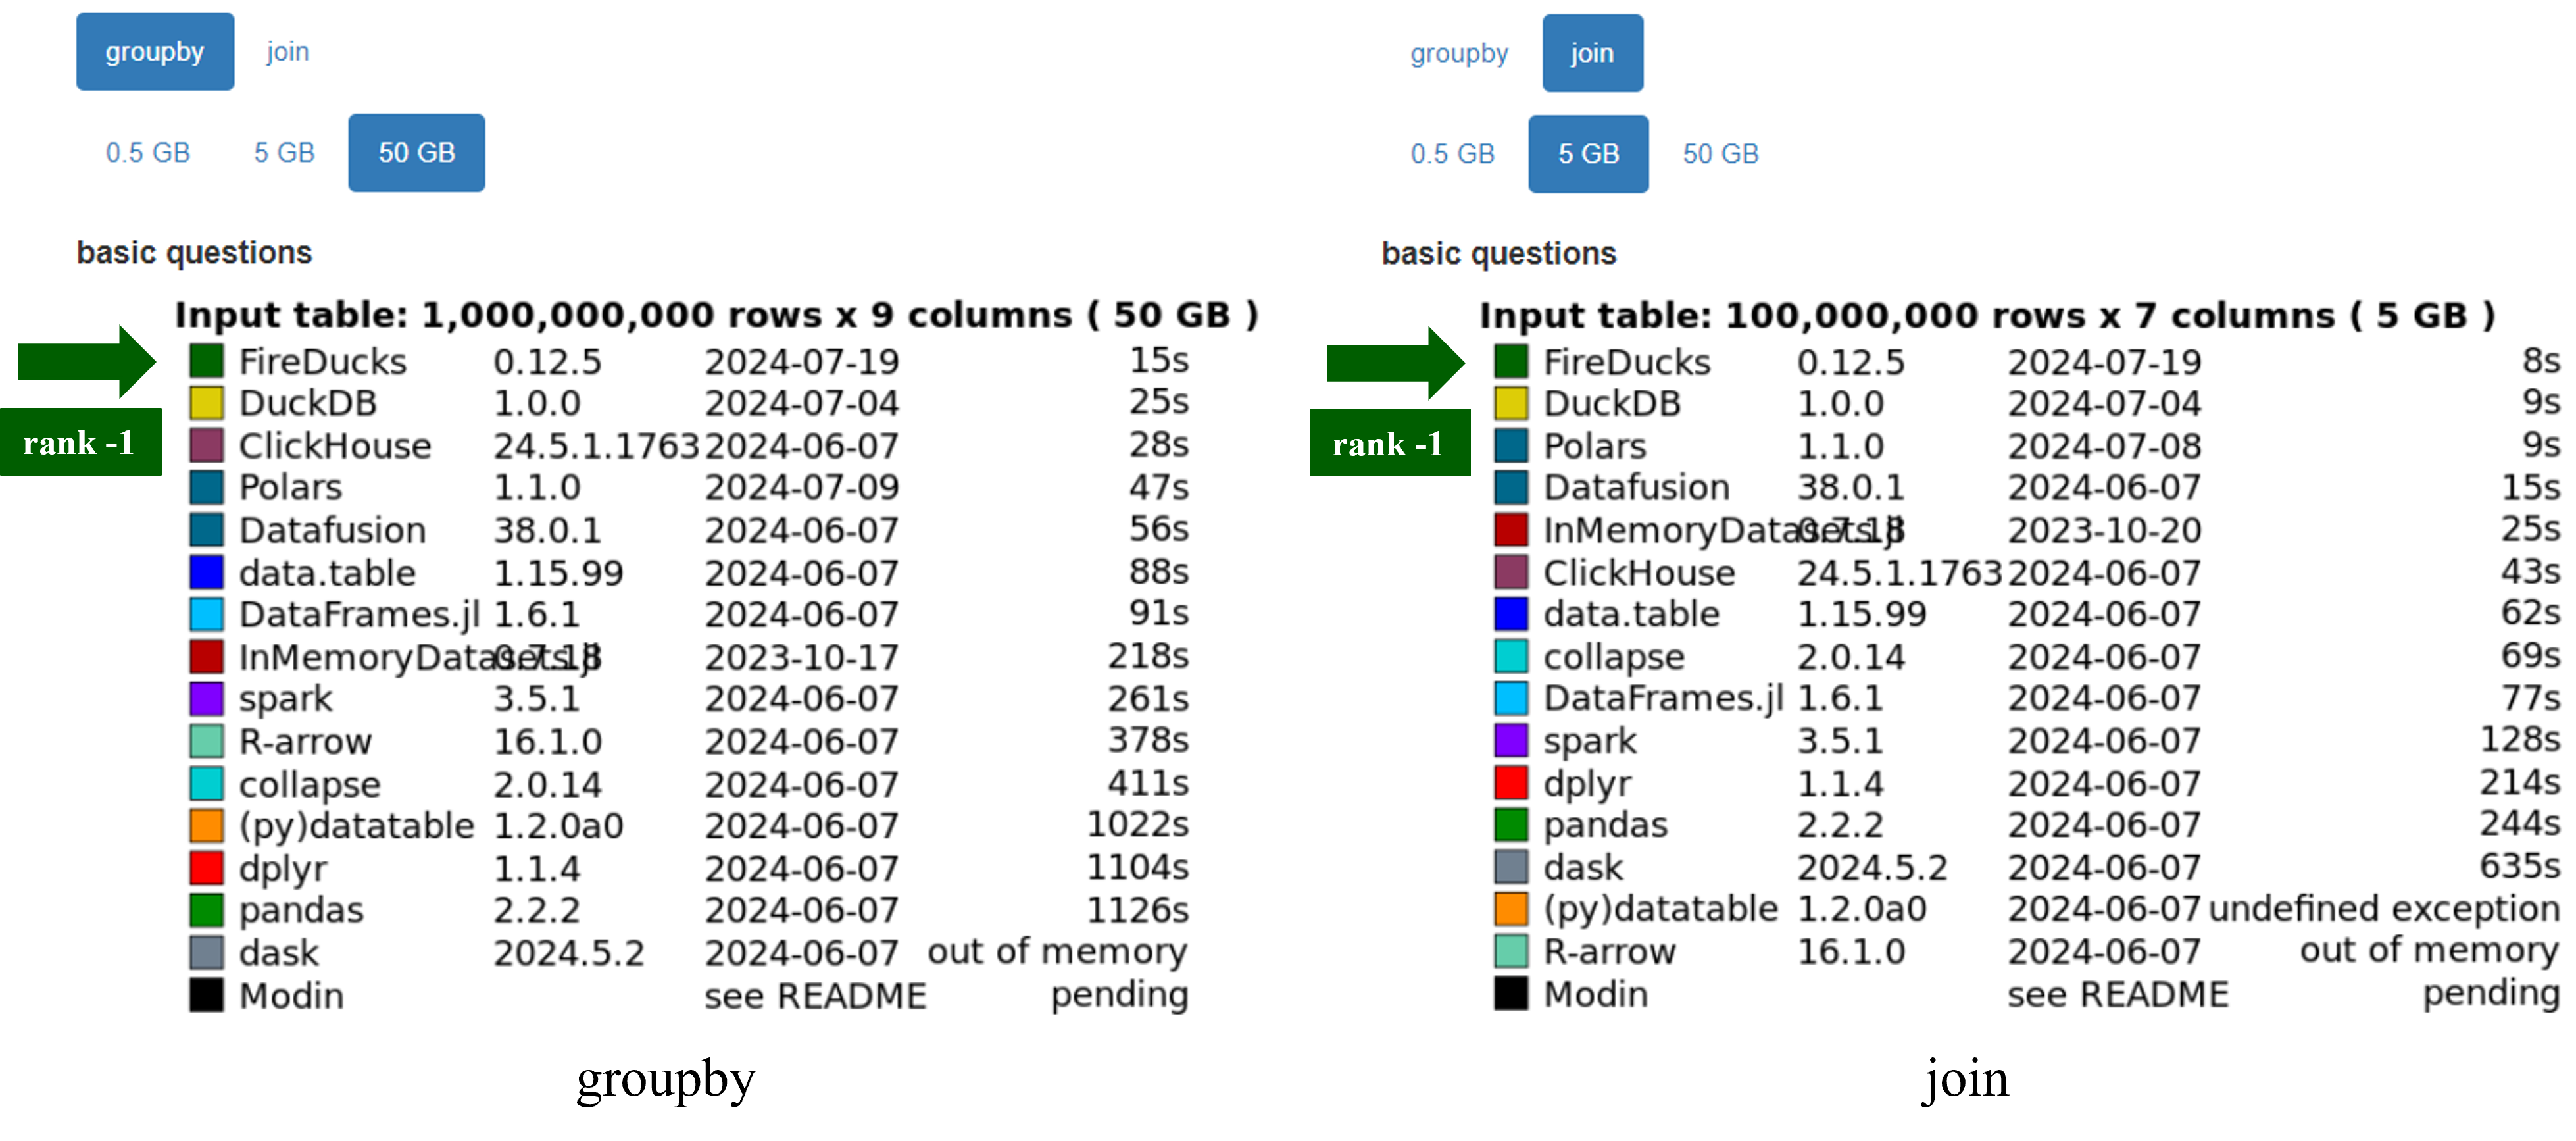 groupby join
0.5 GB 5 GB 50 GB
basic questions
Input table: 1,000,000,000 rows x 9 columns ( 50 GB )
rank -1
FireDucks 0.12.5 2024-07-19 15s
DuckDB 1.0.0 2024-07-04 25s
ClickHouse 24.5.1.1763 2024-06-07 28s
Polars 1.1.0 2024-07-09 47s
Datafusion 38.0.1 2024-06-07 56s
data.table 1.15.99 2024-06-07 88s
DataFrames.jl 1.6.1 2024-06-07 91s
InMemoryDatasets.jl 0.7.18 2023-10-17 218s
spark 3.5.1 2024-06-07 261s
R-arrow 16.1.0 2024-06-07 378s
collapse 2.0.14 2024-06-07 411s
(py)datatable 1.2.0a0 2024-06-07 1022s
dplyr 1.1.4 2024-06-07 1104s
pandas 2.2.2 2024-06-07 1126s
dask 2024.5.2 2024-06-07 out of memory
Modin see README pending
groupby
groupby join
0.5 GB 5 GB 50 GB
basic questions
Input table: 100,000,000 rows x 7 columns ( 5 GB )
rank -1
FireDucks 0.12.5 2024-07-19 8s
DuckDB 1.0.0 2024-07-04 9s
Polars 1.1.0 2024-07-08 9s
Datafusion 38.0.1 2024-06-07 15s
InMemoryDatasets.jl 0.7.18 2023-10-20 25s
ClickHouse 24.5.1.1763 2024-06-07 43s
data.table 1.15.99 2024-06-07 62s
collapse 2.0.14 2024-06-07 69s
DataFrames.jl 1.6.1 2024-06-07 77s
spark 3.5.1 2024-06-07 128s
dplyr 1.1.4 2024-06-07 214s
pandas 2.2.2 2024-06-07 244s
dask 2024.5.2 2024-06-07 635s
(py)datatable 1.2.0a0 2024-06-07 undefined exception
R-arrow 16.1.0 2024-06-07 out of memory
Modin see README pending
join